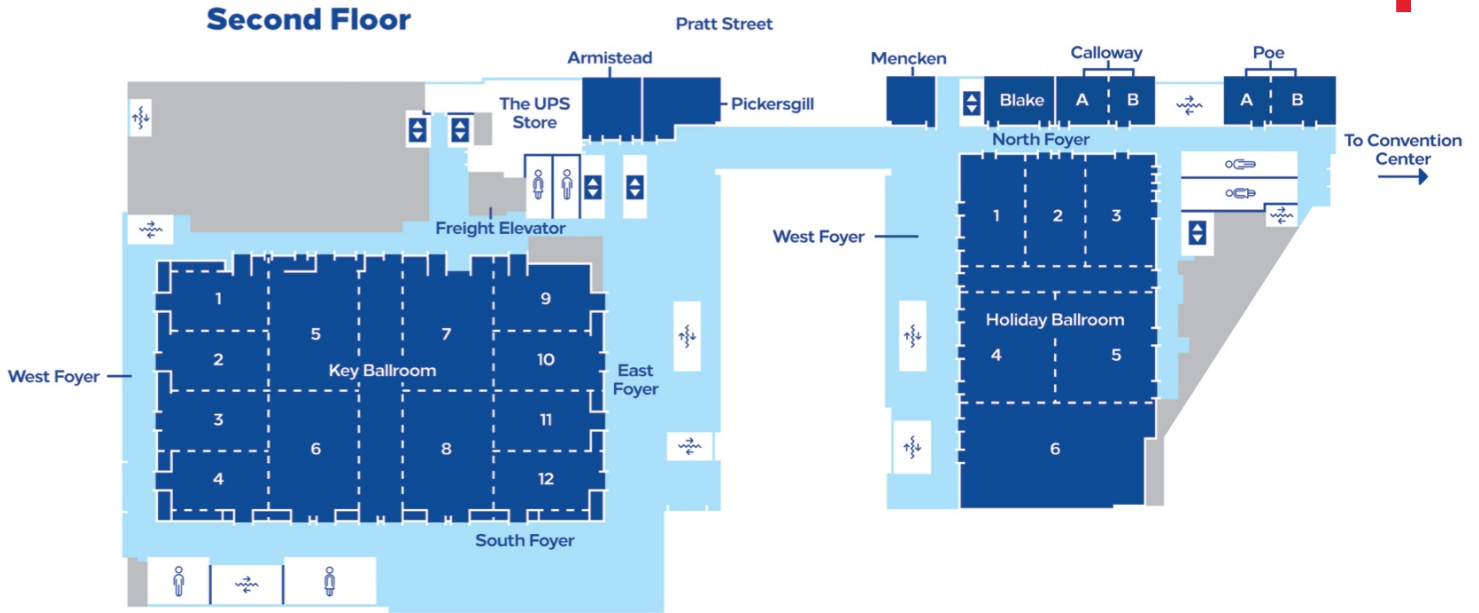 Second Floor
Pratt Street
Armistead
Mencken
Calloway
Poe
The UPS
Store
Pickersgill
Blake
A
B
A
B
North Foyer
To Convention
Center
Freight Elevator
West Foyer
1
2
3
1
5
7
9
Holiday Ballroom
2
Key Ballroom
10
4
5
West Foyer
East
Foyer
3
11
6
8
6
4
12
South Foyer